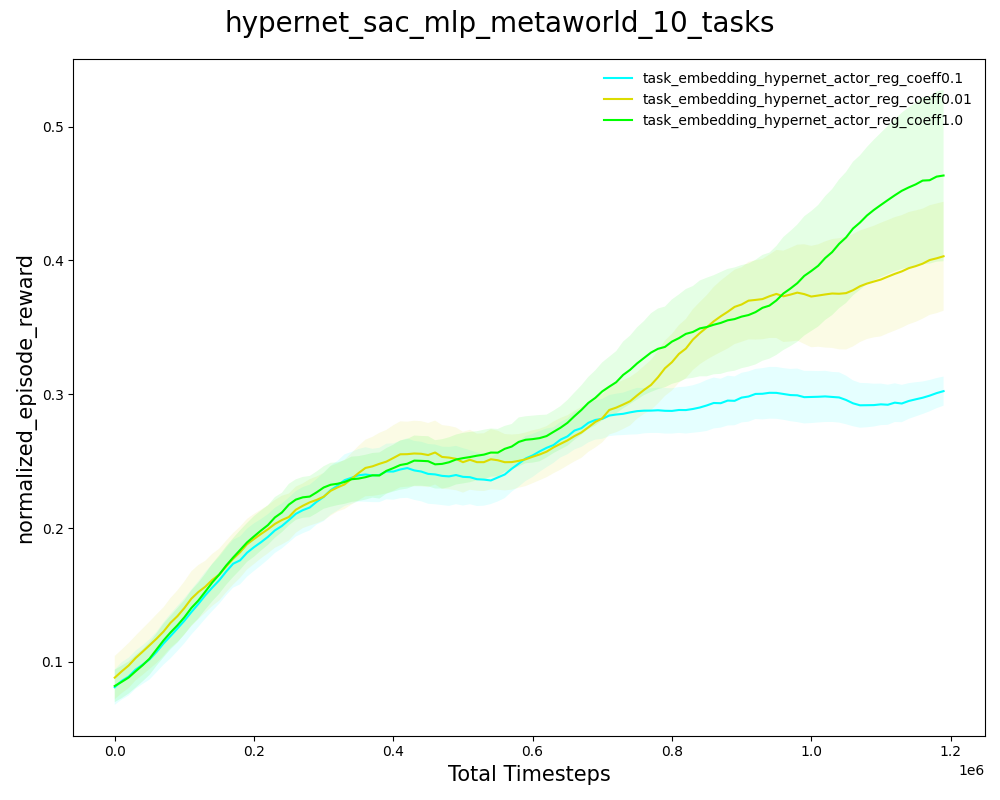 hypernet_sac_mlp_metaworld_10_tasks
task_embedding_hypernet_actor_reg_coeff0.1
task_embedding_hypernet_actor_reg_coeff0.01
task_embedding_hypernet_actor_reg_coeff1.0
normalized_episode_reward
0.5
0.4
0.3
0.2
0.1
0.0 0.2 0.4 0.6 0.8 1.0 1.2
1e6
Total Timesteps